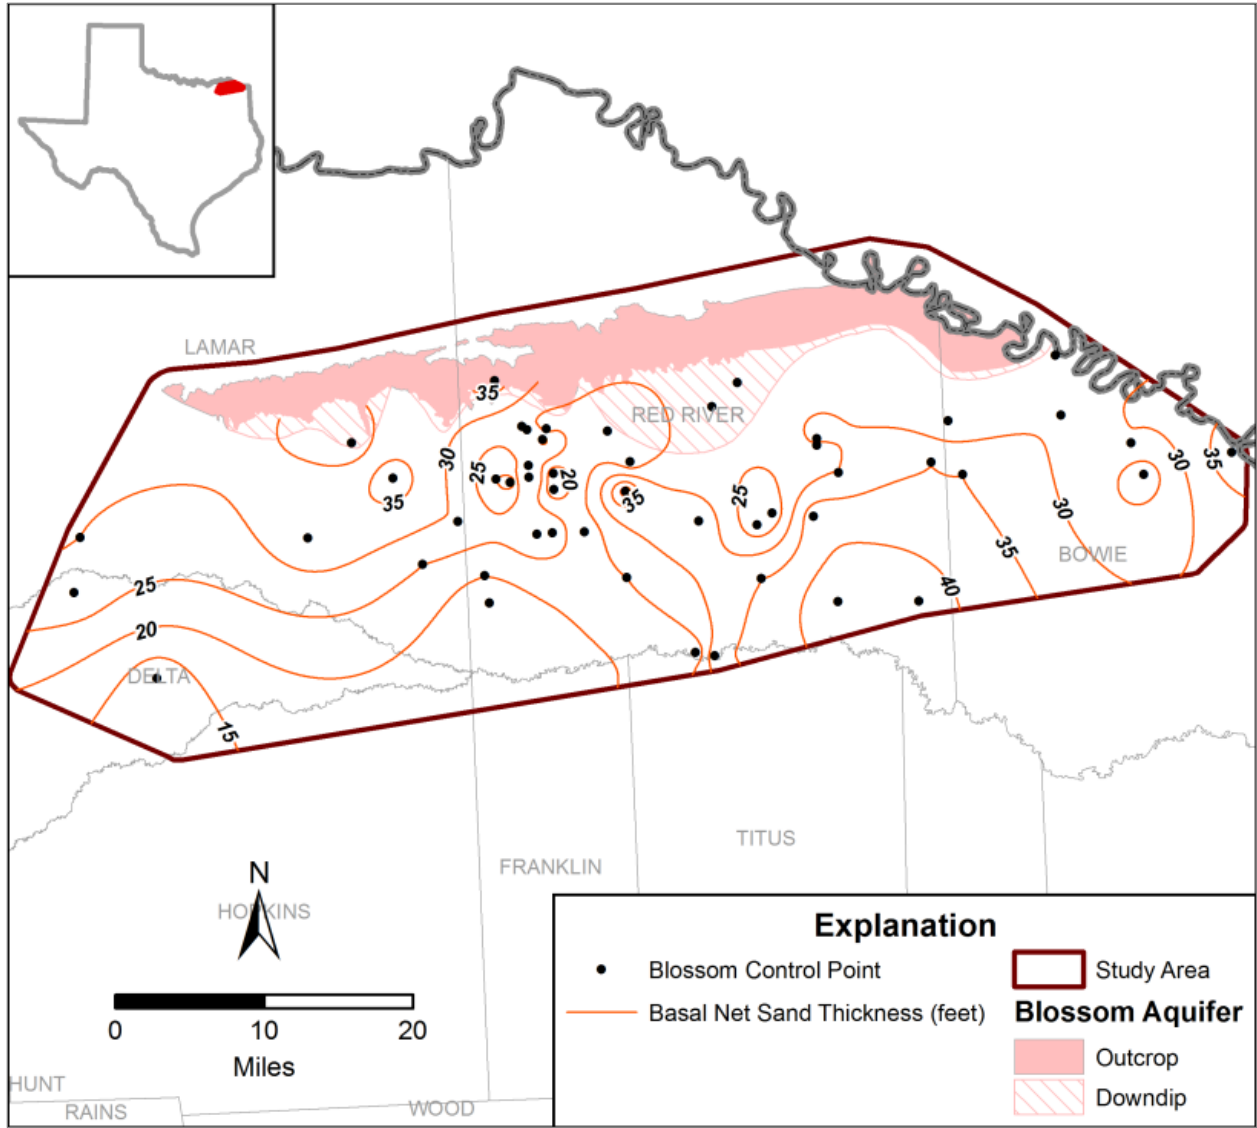 LAMAR
35
RED RIVER
30
25
20
35
35
25
30
35
30
35
BOWIE
25
40
20
DELTA
15
TITUS
FRANKLIN
N
HOPKINS
0 10 20
Miles
HUNT
RAINS
WOOD
Explanation
Blossom Control Point
Basal Net Sand Thickness (feet)
Study Area
Blossom Aquifer
Outcrop
Downdip